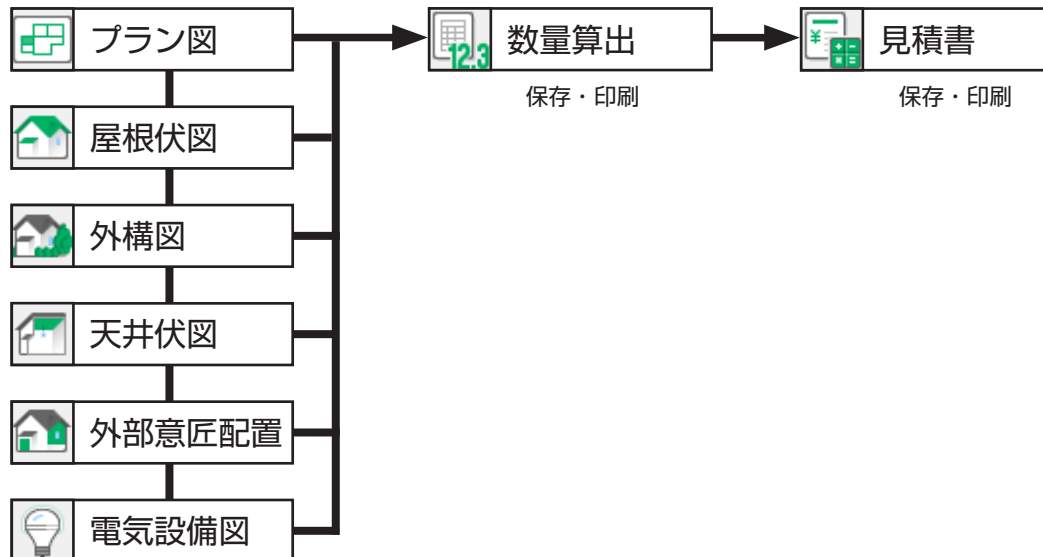 プラン図
屋根伏図
外構図
天井伏図
外部意匠配置
電気設備図
12.3
数量算出
保存・印刷
¥
見積書
保存・印刷